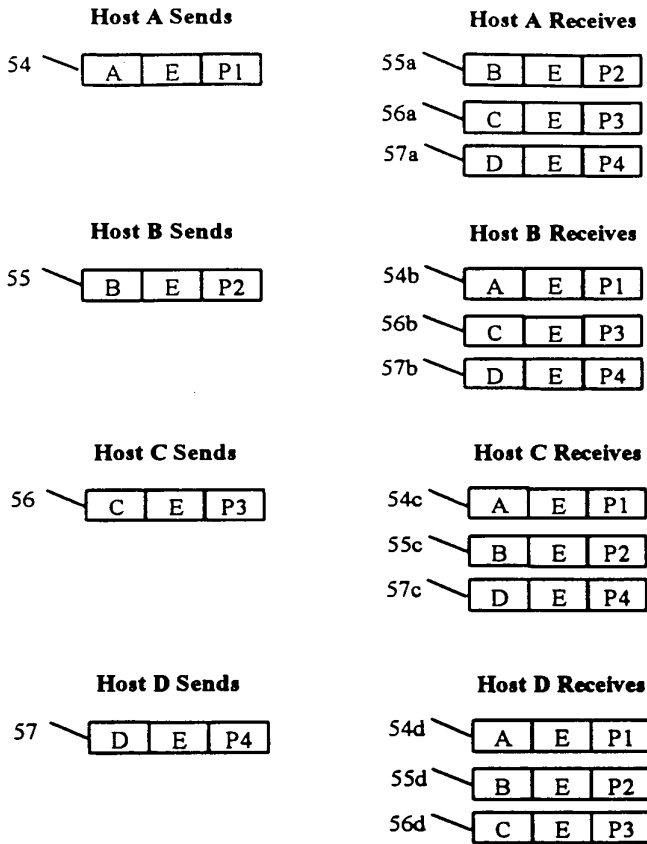 Host A Sends
54 A E P1
Host A Receives
55a B E P2
56a C E P3
57a D E P4
Host B Sends
55 B E P2
Host B Receives
54b A E P1
56b C E P3
57b D E P4
Host C Sends
56 C E P3
Host C Receives
54c A E P1
55c B E P2
57c D E P4
Host D Sends
57 D E P4
Host D Receives
54d A E P1
55d B E P2
56d C E P3